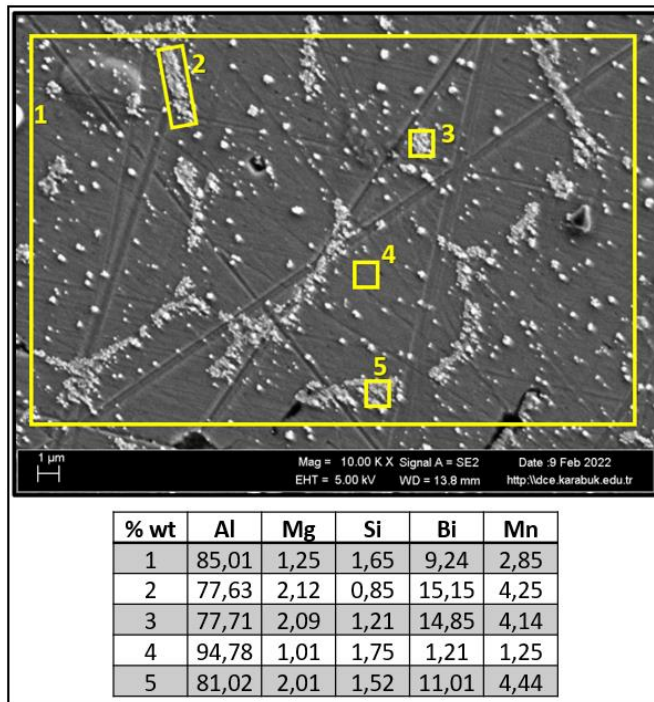 1
2
3
4
5
1 µm
Mag = 10.00 K X Signal A = SE2 Date :9 Feb 2022
EHT = 5.00 kV WD = 13.8 mm http:\\dce.karabuk.edu.tr
% wt Al Mg Si Bi Mn
1 85,01 1,25 1,65 9,24 2,85
2 77,63 2,12 0,85 15,15 4,25
3 77,71 2,09 1,21 14,85 4,14
4 94,78 1,01 1,75 1,21 1,25
5 81,02 2,01 1,52 11,01 4,44